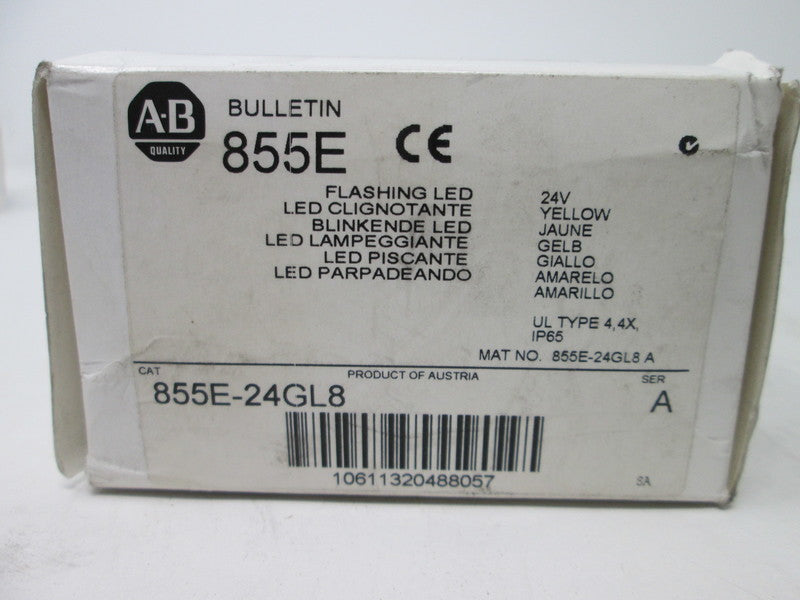 A-B
QUALITY
BULLETIN
855E CE
FLASHING LED
LED CLIGNOTANTE
BLINKENDE LED
LED LAMPEGGIANTE
LED PISCANTE
LED PARPADEANDO
24V
YELLOW
JAUNE
GELB
GIALLO
AMARELO
AMARILLO
UL TYPE 4,4X,
IP65
MAT NO. 855E-24GL8 A
CAT PRODUCT OF AUSTRIA SER
855E-24GL8 A
10611320488057
SA